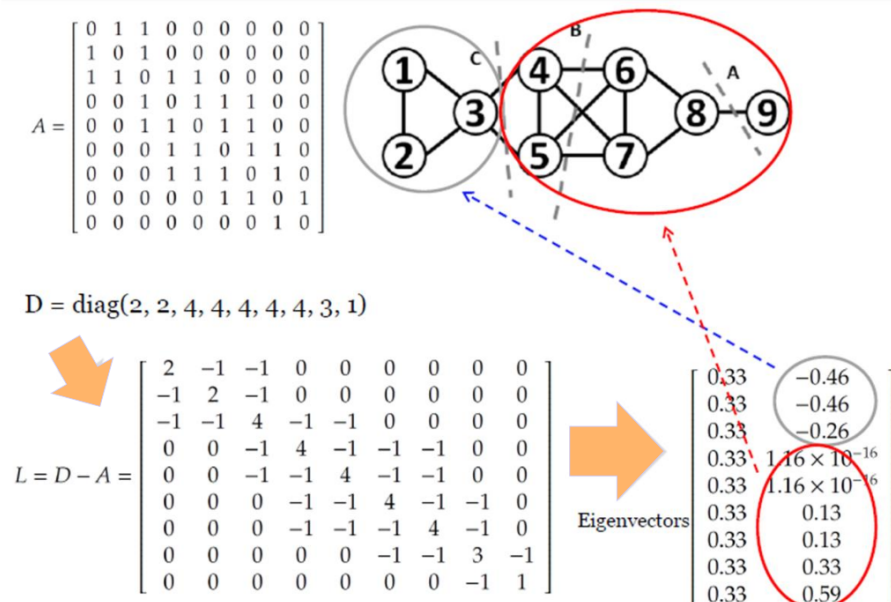 A =
0 1 1 0 0 0 0 0 0
1 0 1 0 0 0 0 0 0
1 1 0 1 1 0 0 0 0
0 0 1 0 1 1 1 0 0
0 0 1 1 0 1 1 0 0
0 0 0 1 1 0 1 1 0
0 0 0 1 1 1 0 1 0
0 0 0 0 0 1 1 0 1
0 0 0 0 0 0 0 1 0
C B A
1 2 3 4 5 6 7 8 9
D = diag(2, 2, 4, 4, 4, 4, 4, 3, 1)
L = D − A =
2 −1 −1 0 0 0 0 0 0
−1 2 −1 0 0 0 0 0 0
−1 −1 4 −1 −1 0 0 0 0
0 0 −1 4 −1 −1 −1 0 0
0 0 −1 −1 4 −1 −1 0 0
0 0 0 −1 −1 4 −1 −1 0
0 0 0 −1 −1 −1 4 −1 0
0 0 0 0 0 −1 −1 3 −1
0 0 0 0 0 0 0 −1 1
Eigenvectors
0.33 −0.46
0.33 −0.46
0.33 −0.26
0.33 1.16 × 10⁻¹⁶
0.33 1.16 × 10⁻¹⁶
0.33 0.13
0.33 0.13
0.33 0.33
0.33 0.59